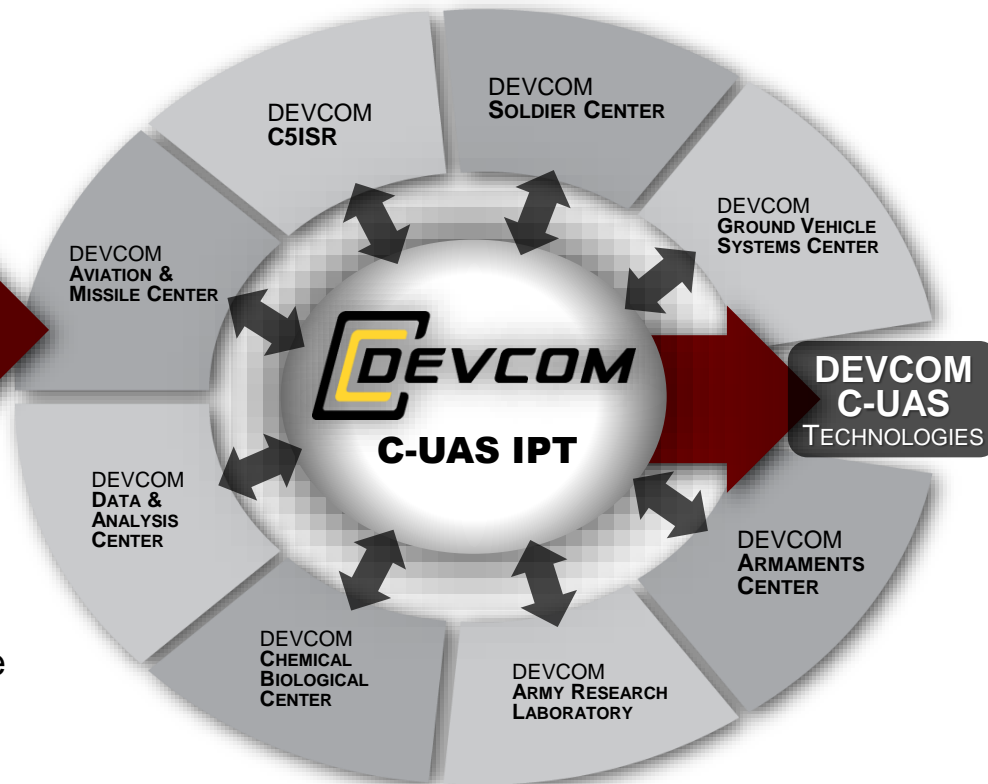 DEVCOM
C5ISR
DEVCOM
SOLDIER CENTER
DEVCOM
GROUND VEHICLE
SYSTEMS CENTER
DEVCOM
AVIATION &
MISSILE CENTER
DEVCOM
C-UAS IPT
DEVCOM
C-UAS
TECHNOLOGIES
DEVCOM
DATA &
ANALYSIS
CENTER
DEVCOM
ARMAMENTS
CENTER
DEVCOM
CHEMICAL
BIOLOGICAL
CENTER
DEVCOM
ARMY RESEARCH
LABORATORY
e